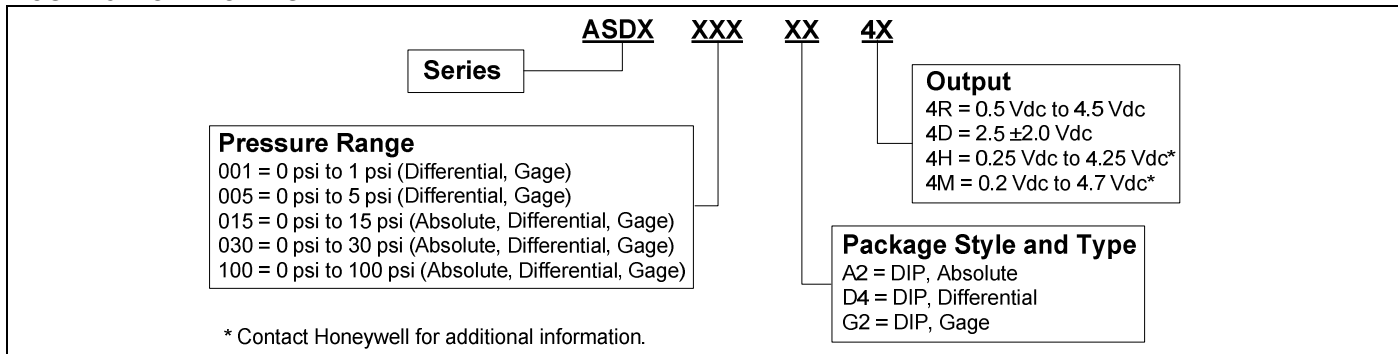 ASDX XXX XX 4X
Series
Output
4R = 0.5 Vdc to 4.5 Vdc
4D = 2.5 ±2.0 Vdc
4H = 0.25 Vdc to 4.25 Vdc*
4M = 0.2 Vdc to 4.7 Vdc*
Pressure Range
001 = 0 psi to 1 psi (Differential, Gage)
005 = 0 psi to 5 psi (Differential, Gage)
015 = 0 psi to 15 psi (Absolute, Differential, Gage)
030 = 0 psi to 30 psi (Absolute, Differential, Gage)
100 = 0 psi to 100 psi (Absolute, Differential, Gage)
Package Style and Type
A2 = DIP, Absolute
D4 = DIP, Differential
G2 = DIP, Gage
* Contact Honeywell for additional information.